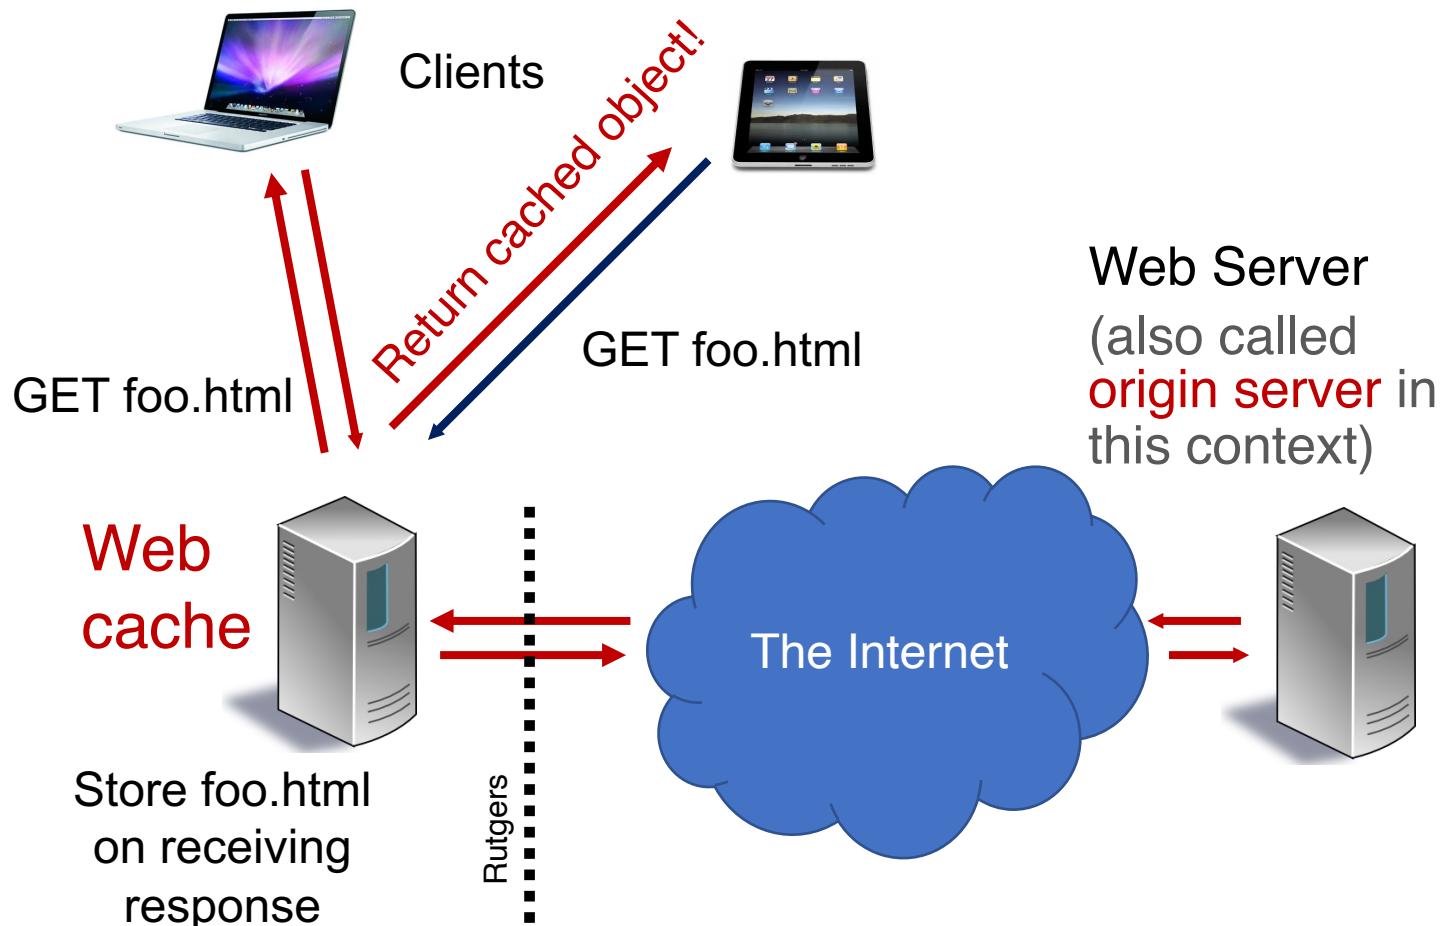 Clients
Return cached object!
GET foo.html
GET foo.html
Web Server
(also called
origin server in
this context)
Web
cache
The Internet
Store foo.html
on receiving
response
Rutgers